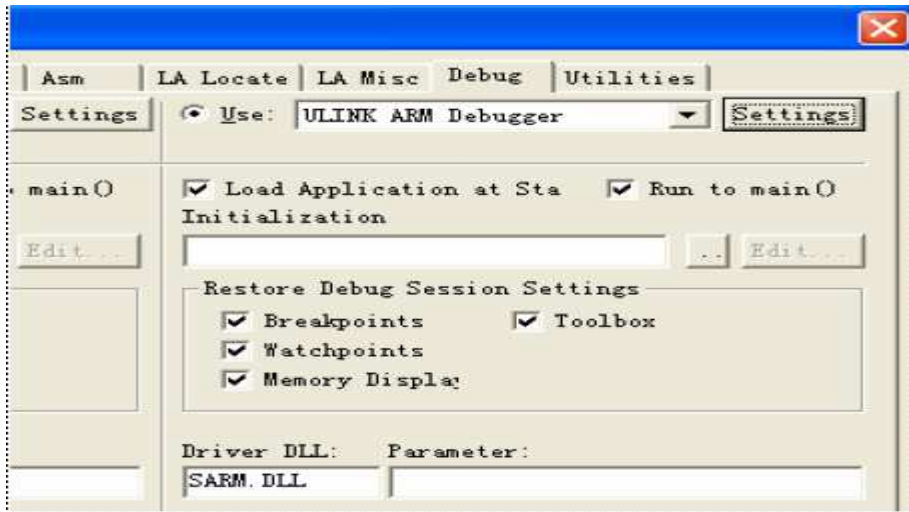 Asm LA Locate LA Misc Debug Utilities
Settings Use: ULINK ARM Debugger Settings
main() Load Application at Sta Run to main()
Initialization
Edit... .. Edit...
Restore Debug Session Settings
Breakpoints Toolbox
Watchpoints
Memory Display
Driver DLL: Parameter:
SARM.DLL